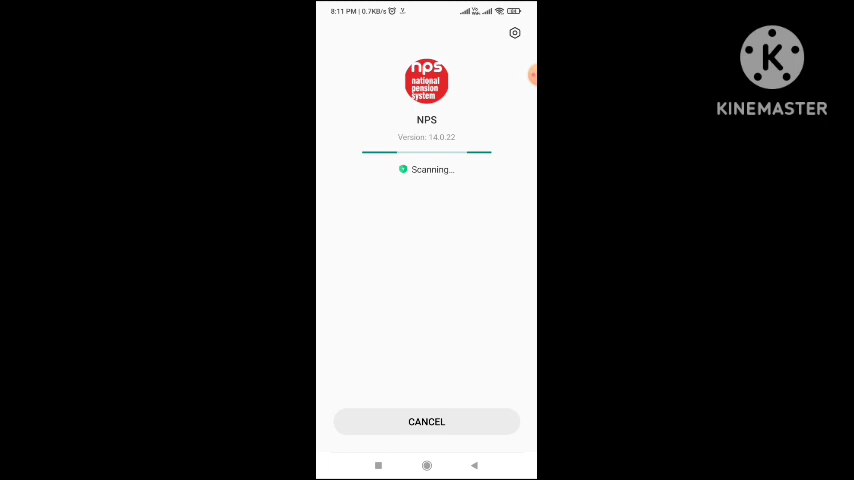 8:11 PM | 0.7KB/s
nps
national
pension
system
NPS
Version: 14.0.22
Scanning...
CANCEL
K
KINEMASTER